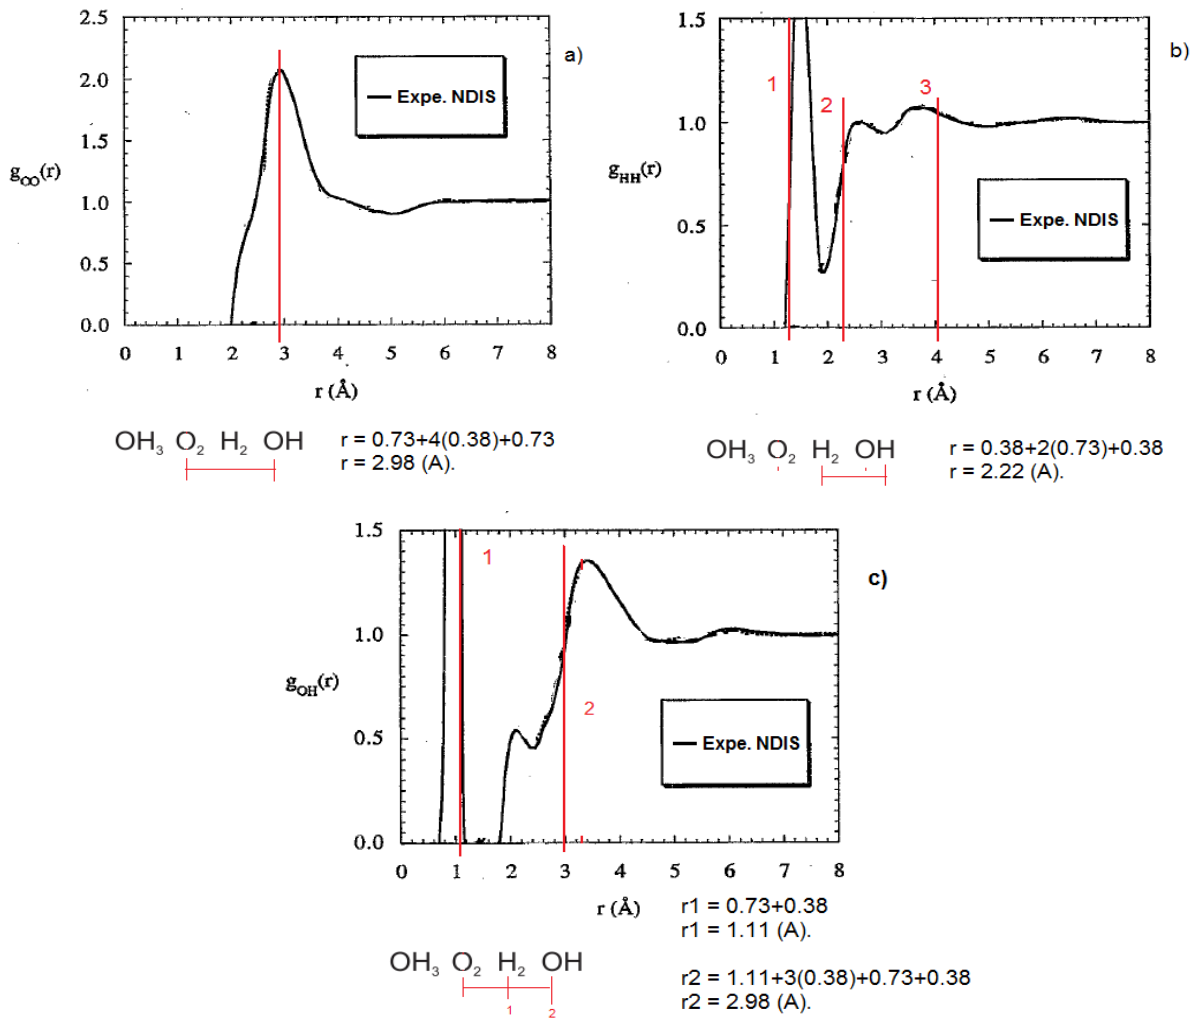 a)
2.5
2.0
1.5
1.0
0.5
0.0
g_OO(r)
Expe. NDIS
0 1 2 3 4 5 6 7 8
r (Å)
OH₃ O₂ H₂ OH
r = 0.73+4(0.38)+0.73
r = 2.98 (A).
b)
1.5
1.0
0.5
0.0
g_HH(r)
1
2
3
Expe. NDIS
0 1 2 3 4 5 6 7 8
r (Å)
OH₃ O₂ H₂ OH
r = 0.38+2(0.73)+0.38
r = 2.22 (A).
c)
1.5
1.0
0.5
0.0
g_OH(r)
1
2
Expe. NDIS
0 1 2 3 4 5 6 7 8
r (Å)
r1 = 0.73+0.38
r1 = 1.11 (A).
OH₃ O₂ H₂ OH
1 2
r2 = 1.11+3(0.38)+0.73+0.38
r2 = 2.98 (A).